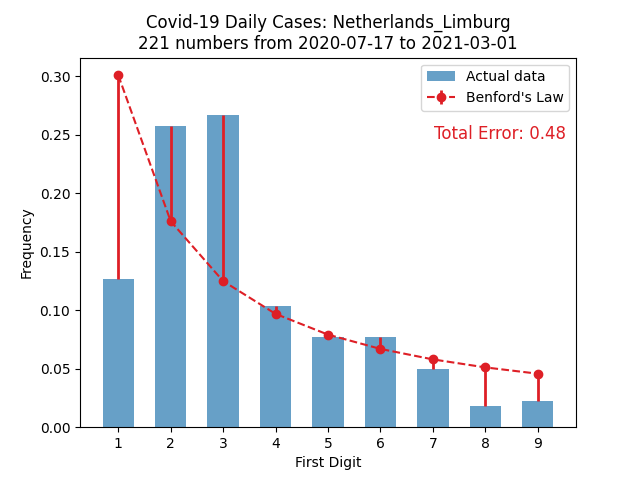 Covid-19 Daily Cases: Netherlands_Limburg
221 numbers from 2020-07-17 to 2021-03-01
Actual data
Benford's Law
Total Error: 0.48
Frequency
0.30
0.25
0.20
0.15
0.10
0.05
0.00
1 2 3 4 5 6 7 8 9
First Digit